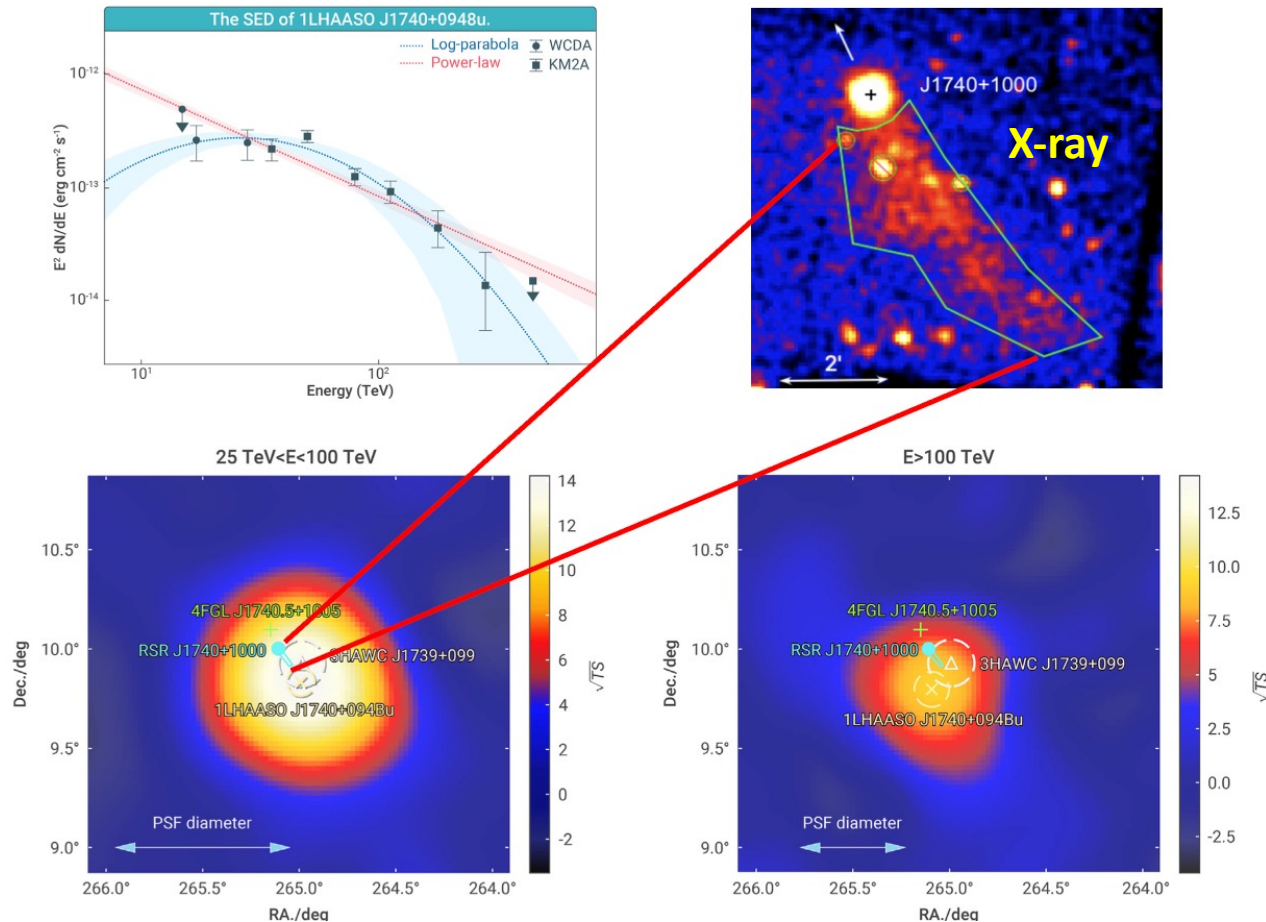 The SED of 1LHAASO J1740+0948u.
Log-parabola
Power-law
WCDA
KM2A
10⁻¹²
10⁻¹³
10⁻¹⁴
E² dN/dE (erg cm⁻² s⁻¹)
10¹
10²
Energy (TeV)
J1740+1000
X-ray
2'
25 TeV<E<100 TeV
10.5°
10.0°
9.5°
9.0°
Dec./deg
4FGL J1740.5+1005
RSR J1740+1000
3HAWC J1739+099
1LHAASO J1740+094Bu
PSF diameter
266.0°
265.5°
265.0°
264.5°
264.0°
RA./deg
14
12
10
8
6
4
2
0
-2
√TS
E>100 TeV
10.5°
10.0°
9.5°
9.0°
Dec./deg
4FGL J1740.5+1005
RSR J1740+1000
3HAWC J1739+099
1LHAASO J1740+094Bu
PSF diameter
266.0°
265.5°
265.0°
264.5°
264.0°
RA./deg
12.5
10.0
7.5
5.0
2.5
0.0
-2.5
√TS